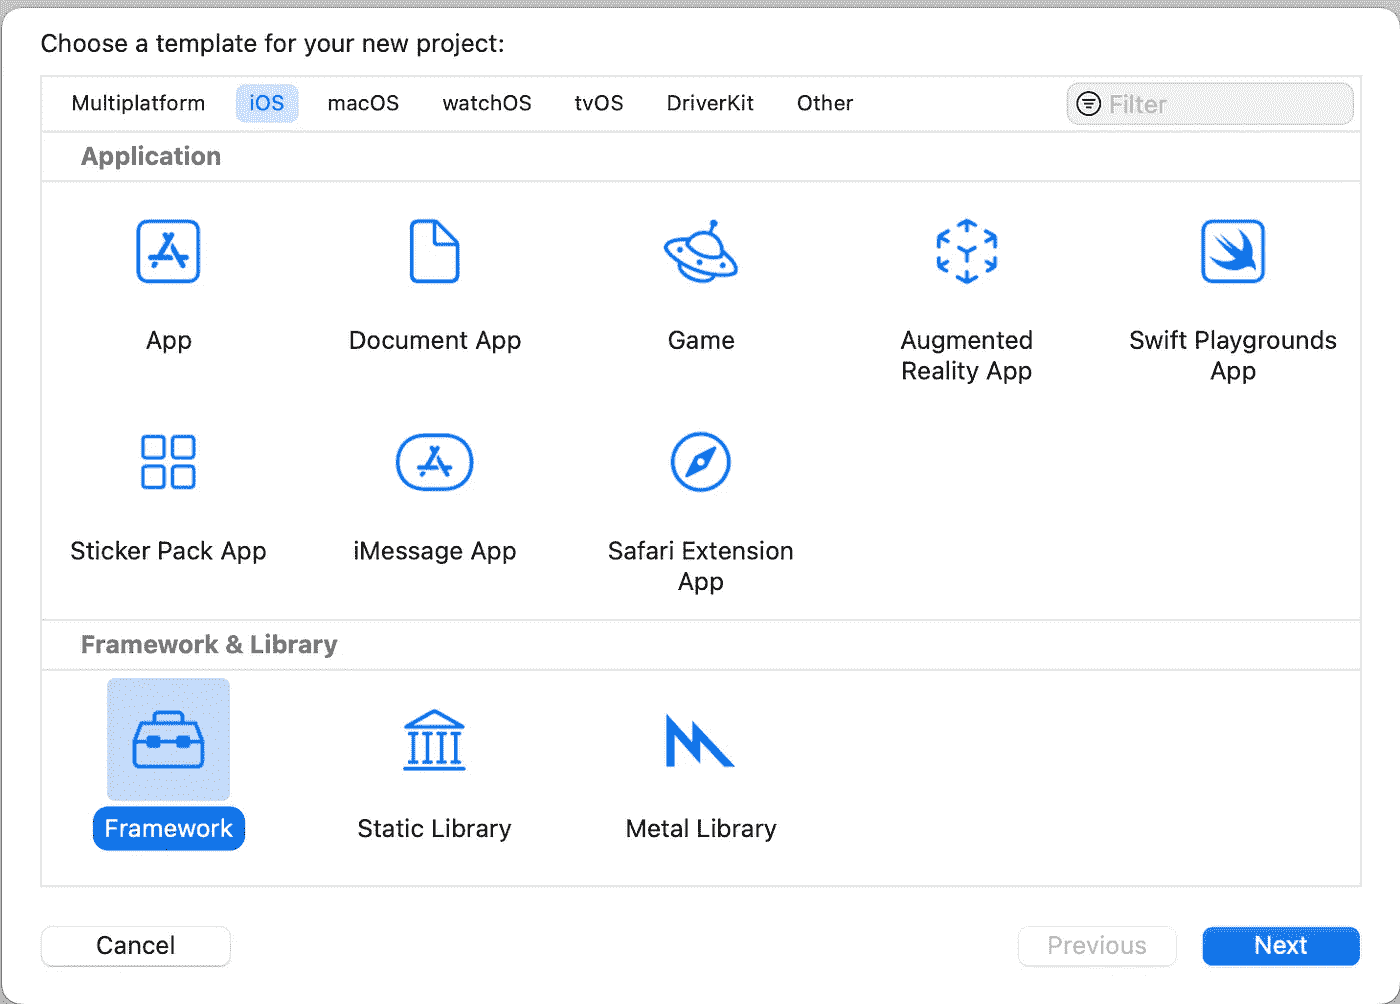 Choose a template for your new project:
Multiplatform iOS macOS watchOS tvOS DriverKit Other Filter
Application
App Document App Game Augmented Reality App Swift Playgrounds App
Sticker Pack App iMessage App Safari Extension App
Framework & Library
Framework Static Library Metal Library
Cancel Previous Next